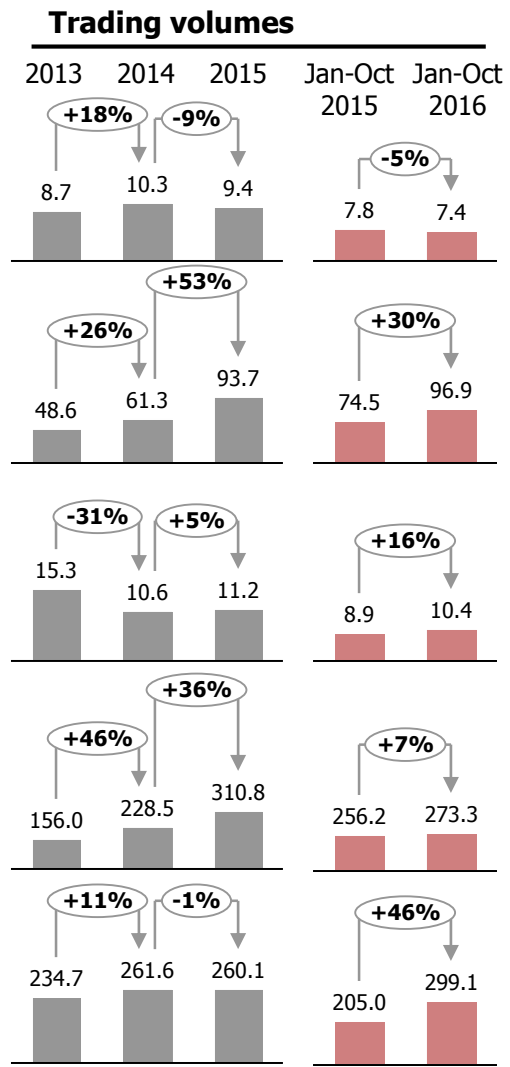 Trading volumes
2013 2014 2015 Jan-Oct Jan-Oct
2015 2016
+18% -9% -5%
8.7 10.3 9.4 7.8 7.4
+53%
+26% +30%
48.6 61.3 93.7 74.5 96.9
-31% +5% +16%
15.3 10.6 11.2 8.9 10.4
+36%
+46% +7%
156.0 228.5 310.8 256.2 273.3
+11% -1% +46%
234.7 261.6 260.1 205.0 299.1